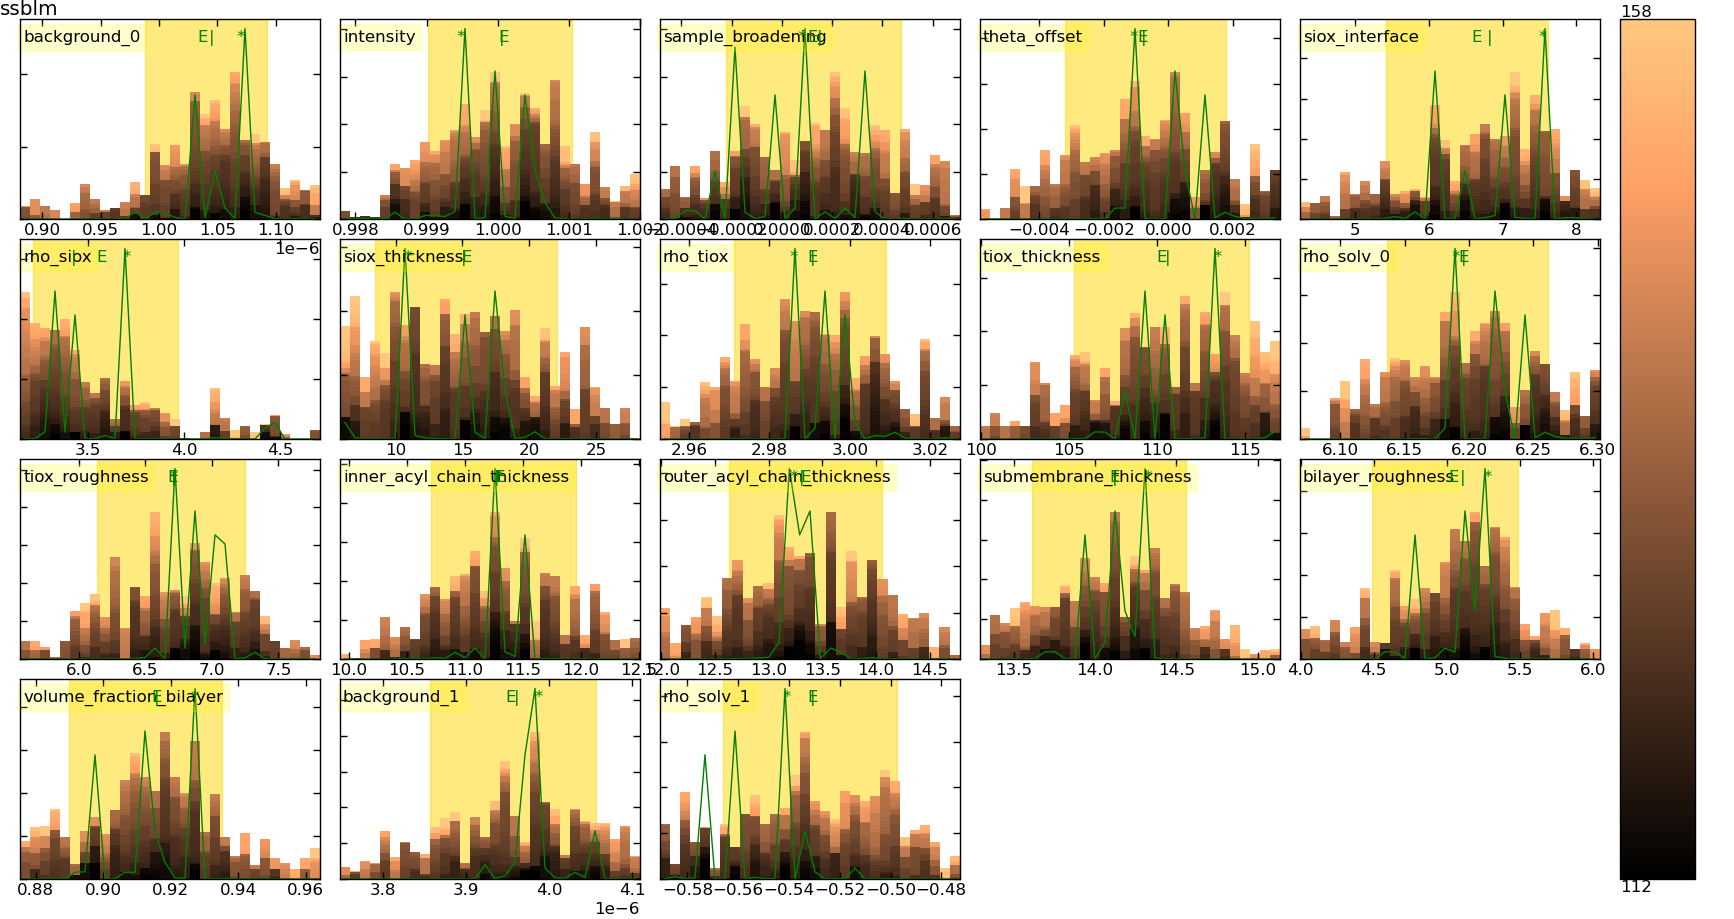 ssblm
158
background_0 E| *
intensity * |E
sample_broadening * E|
theta_offset * |E
siox_interface E | *
0.90 0.95 1.00 1.05 1.10
0.998 0.999 1.000 1.001
−0.004 −0.002 0.000 0.002
5 6 7 8
1e−6
rho_siox | E *
siox_thickness * |E
rho_tiox * E
tiox_thickness E| *
rho_solv_0 * |E
3.5 4.0 4.5
10 15 20 25
2.96 2.98 3.00 3.02
100 105 110 115
6.10 6.15 6.20 6.25 6.30
tiox_roughness E
inner_acyl_chain_thickness
outer_acyl_chain_thickness
submembrane_thickness
bilayer_roughness E | *
6.0 6.5 7.0 7.5
10.0 10.5 11.0 11.5 12.0
12.5 13.0 13.5 14.0 14.5
13.5 14.0 14.5 15.0
4.0 4.5 5.0 5.5 6.0
volume_fraction_bilayer
background_1 E| *
rho_solv_1 * E
0.88 0.90 0.92 0.94 0.96
3.8 3.9 4.0 4.1
−0.58 −0.56 −0.54 −0.52 −0.50 −0.48
1e−6
112